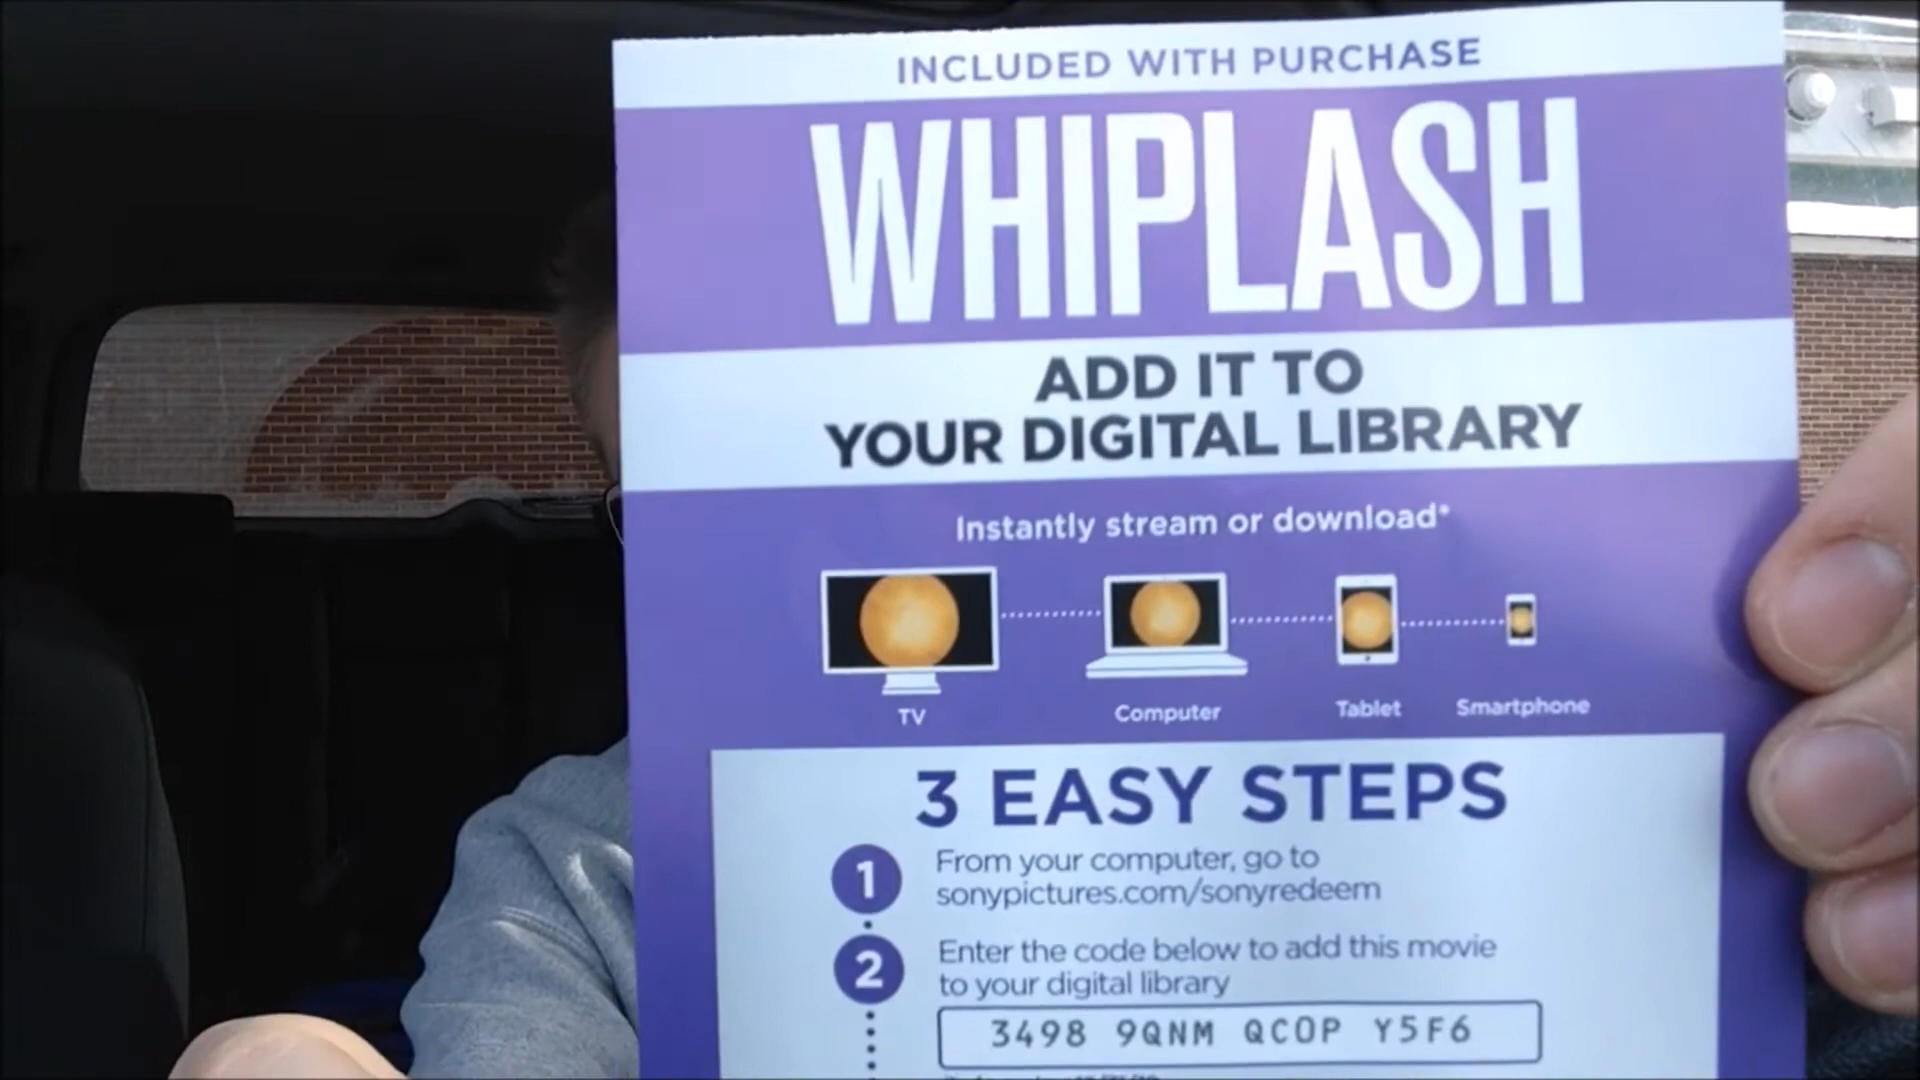 INCLUDED WITH PURCHASE
WHIPLASH
ADD IT TO
YOUR DIGITAL LIBRARY
Instantly stream or download*
TV Computer Tablet Smartphone
3 EASY STEPS
1 From your computer, go to
sonypictures.com/sonyredeem
2 Enter the code below to add this movie
to your digital library
3498 9QNM QCOP Y5F6